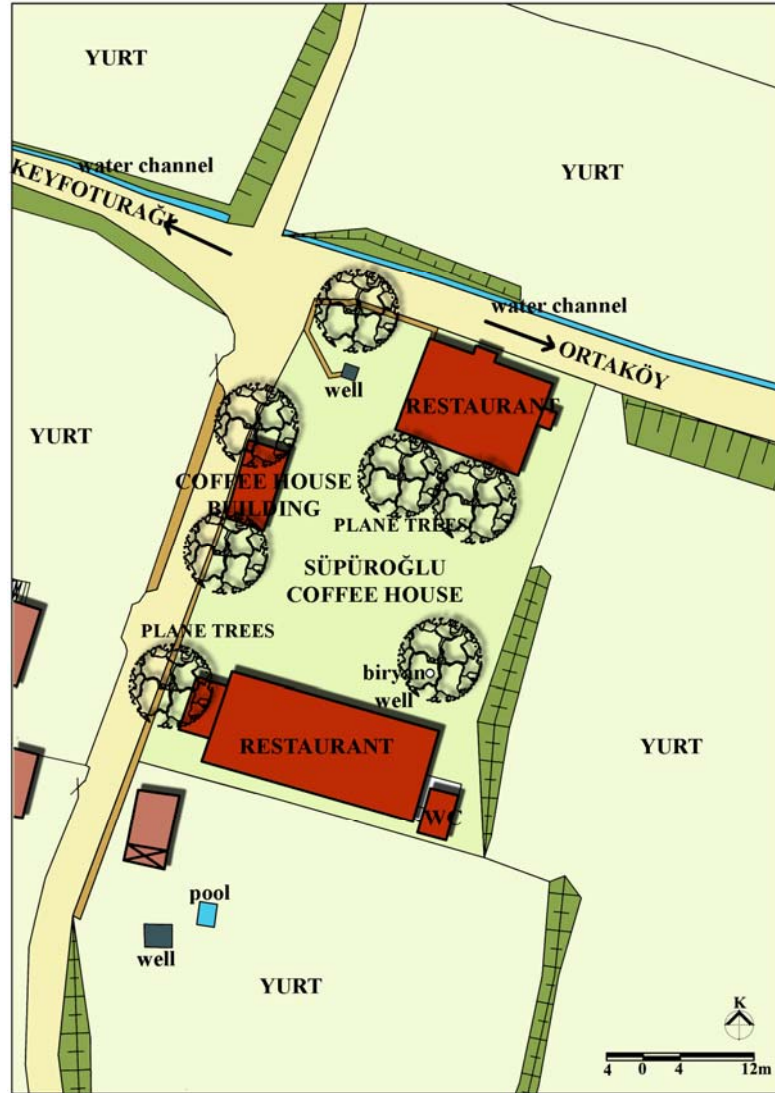 YURT
water channel
KEYFOTURAĞI
YURT
water channel
ORTAKÖY
well
RESTAURANT
YURT
COFFEE HOUSE
BUILDING
PLANE TREES
SÜPÜROĞLU
COFFEE HOUSE
PLANE TREES
biryan
well
RESTAURANT
YURT
WC
pool
well
YURT
K
4 0 4 12m